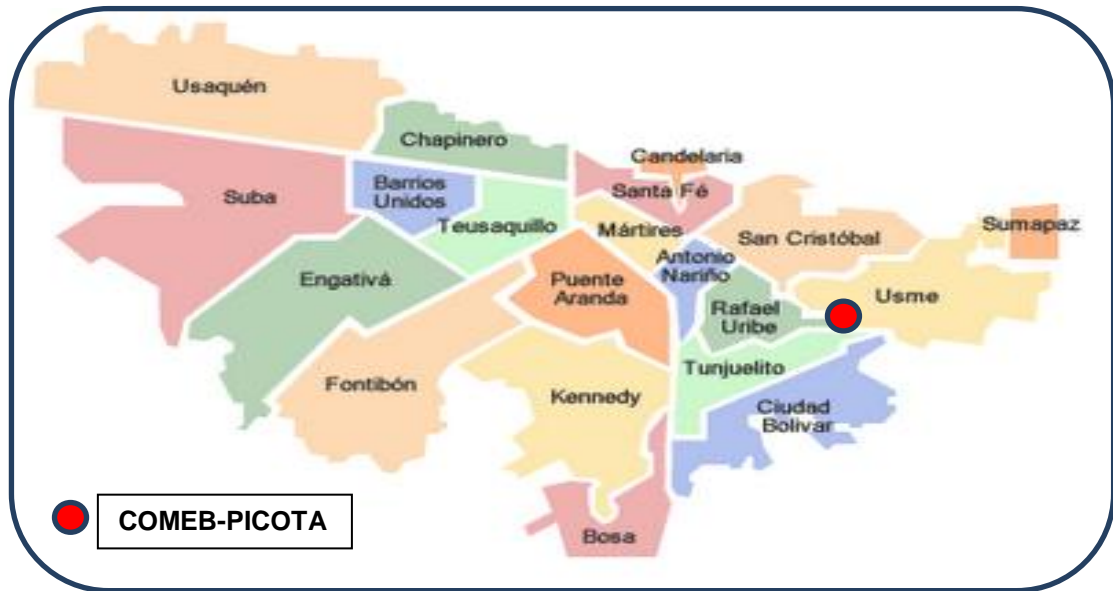 Usaquén
Chapinero
Candelaria
Suba
Barrios
Unidos
Santa Fé
Teusaquillo
Mártires
San Cristóbal
Sumapaz
Antonio
Nariño
Engativá
Puente
Aranda
Rafael
Uribe
Usme
Fontibón
Kennedy
Tunjuelito
Ciudad
Bolivar
COMEB-PICOTA
Bosa